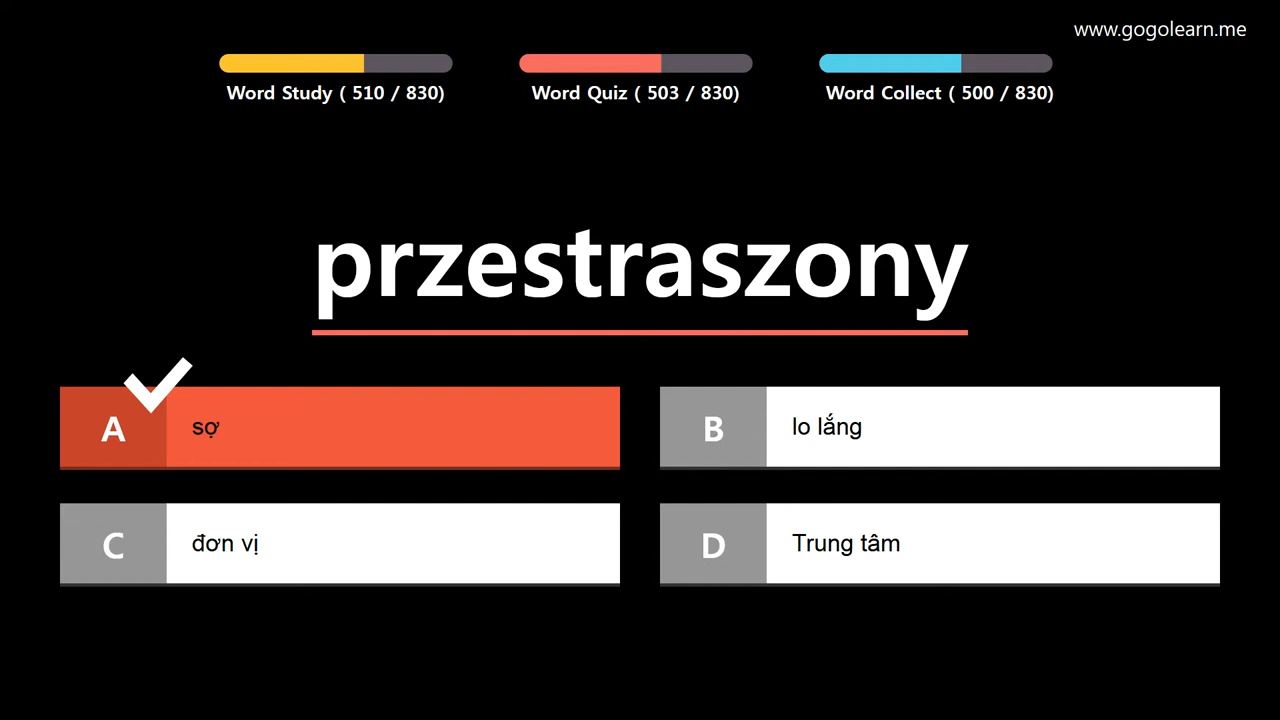 www.gogolearn.me
Word Study ( 510 / 830)
Word Quiz ( 503 / 830)
Word Collect ( 500 / 830)
przestraszony
A sợ
B lo lắng
C đơn vị
D Trung tâm